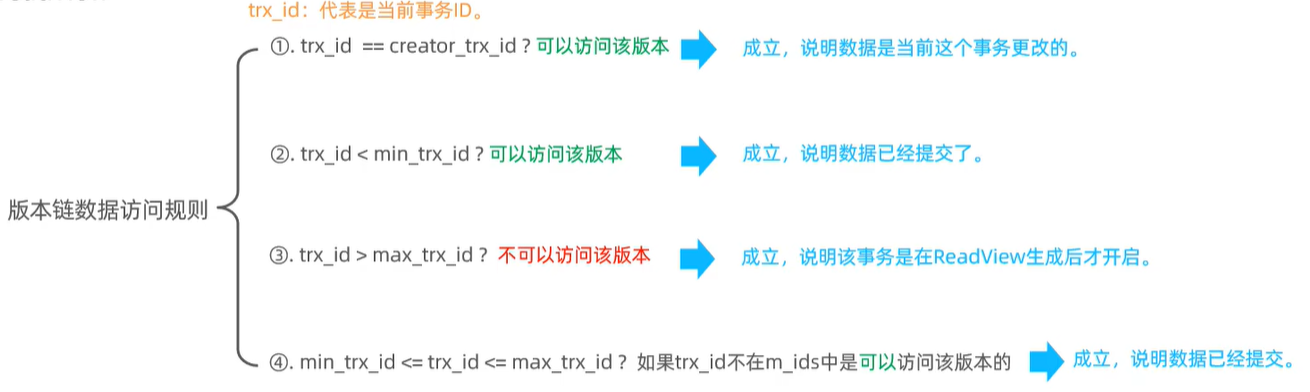 trx_id：代表是当前事务ID。
①. trx_id == creator_trx_id ? 可以访问该版本 成立，说明数据是当前这个事务更改的。
②. trx_id < min_trx_id ? 可以访问该版本 成立，说明数据已经提交了。
版本链数据访问规则
③. trx_id > max_trx_id ? 不可以访问该版本 成立，说明该事务是在ReadView生成后才开启。
④. min_trx_id <= trx_id <= max_trx_id ? 如果trx_id不在m_ids中是可以访问该版本的 成立，说明数据已经提交。